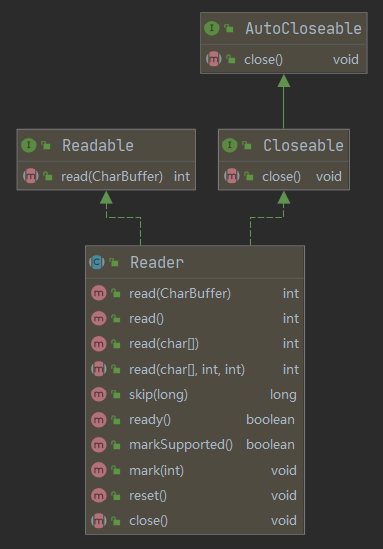 I AutoCloseable
m close() void
I Readable
m read(CharBuffer) int
I Closeable
m close() void
C Reader
m read(CharBuffer) int
m read() int
m read(char[]) int
m read(char[], int, int) int
m skip(long) long
m ready() boolean
m markSupported() boolean
m mark(int) void
m reset() void
m close() void